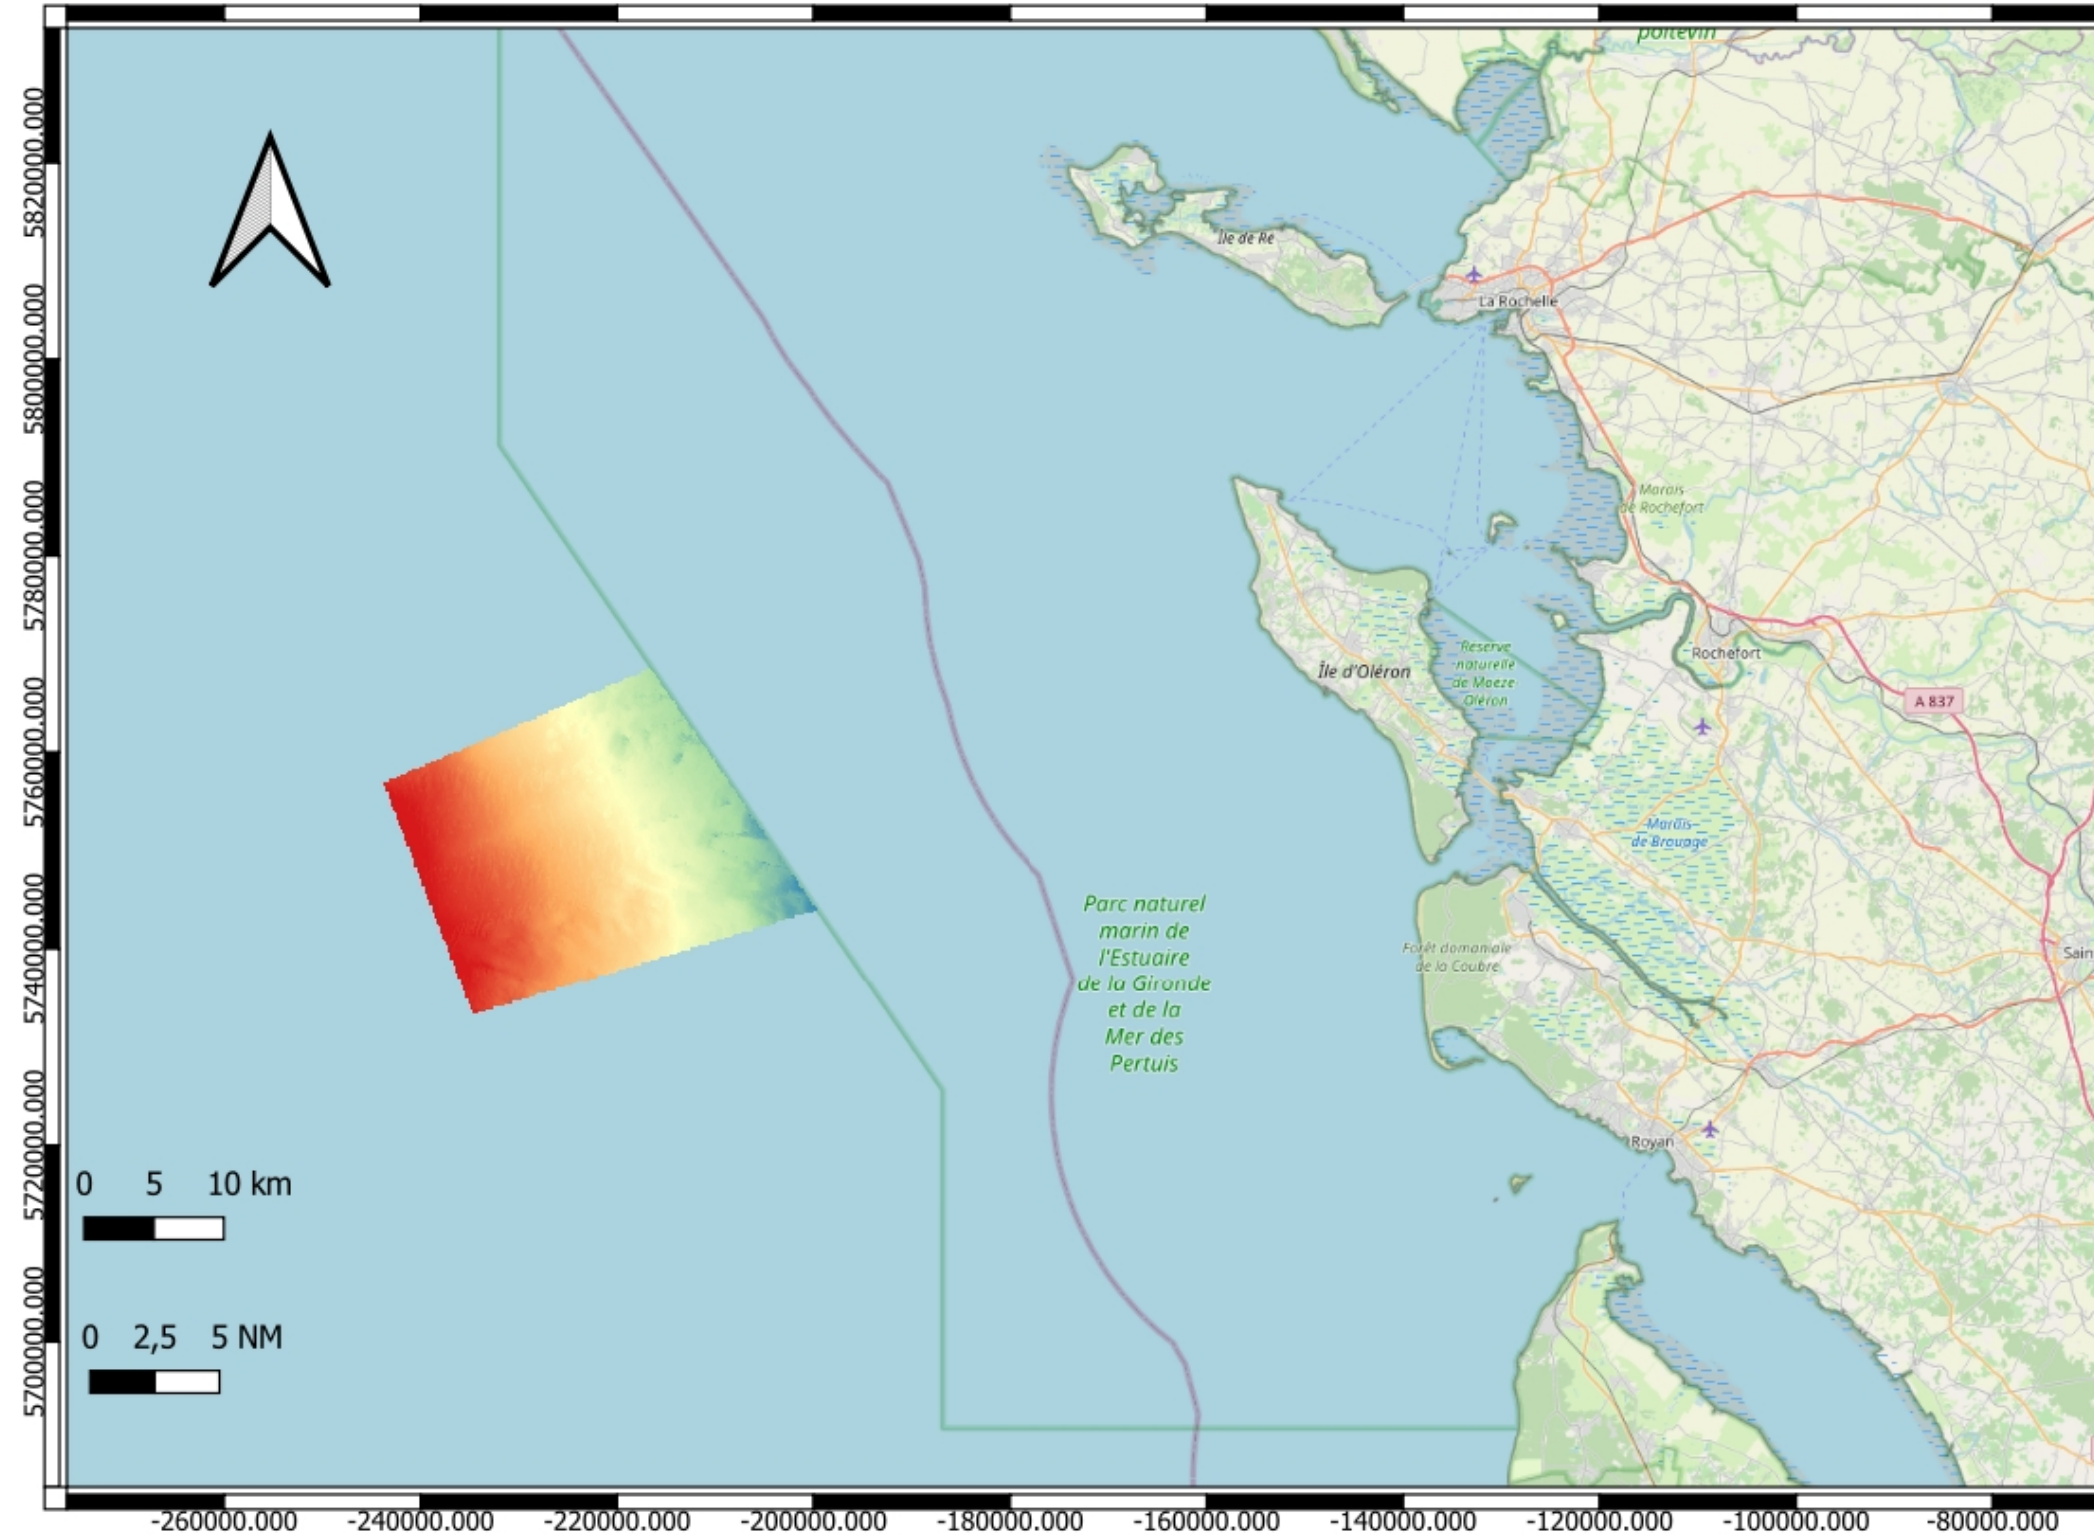 poitevin
5820000.000
Île de Ré
La Rochelle
5800000.000
Marais
de Rochefort
5780000.000
Réserve
naturelle
de Moeze
Oléron
Rochefort
Île d'Oléron
A 837
5760000.000
Marais
de Brouage
5740000.000
Parc naturel
marin de
l'Estuaire
de la Gironde
et de la
Mer des
Pertuis
Forêt domaniale
de la Coubre
Sain
5720000.000
Royan
0 5 10 km
5700000.000
0 2,5 5 NM
-260000.000 -240000.000 -220000.000 -200000.000 -180000.000 -160000.000 -140000.000 -120000.000 -100000.000 -80000.000